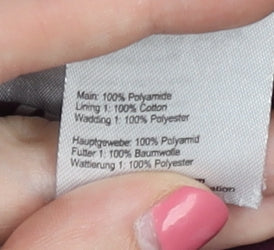 Main: 100% Polyamide
Lining 1: 100% Cotton
Wadding 1: 100% Polyester
Hauptgewebe: 100% Polyamid
Futter 1: 100% Baumwolle
Wattierung 1: 100% Polyester